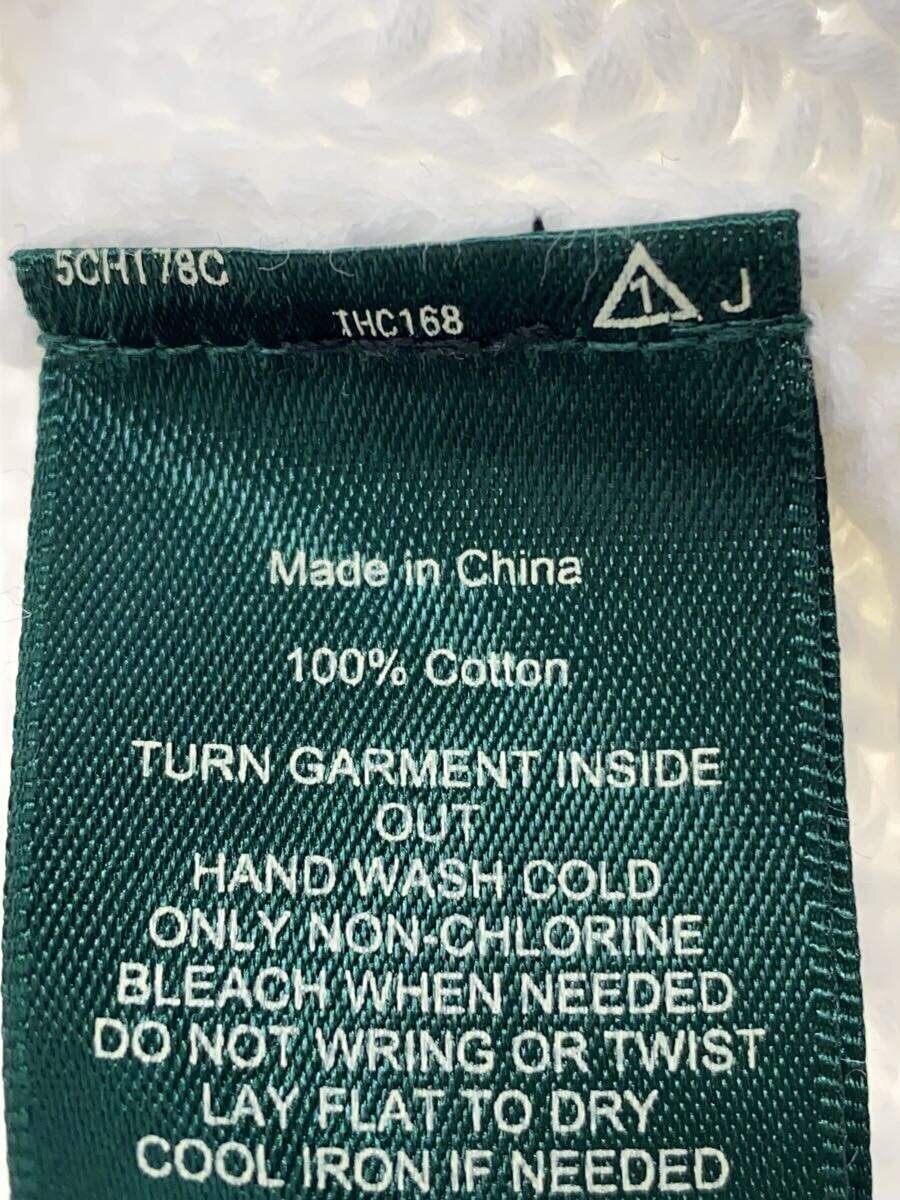 5CH178C
THC168
1 J
Made in China
100% Cotton
TURN GARMENT INSIDE
OUT
HAND WASH COLD
ONLY NON-CHLORINE
BLEACH WHEN NEEDED
DO NOT WRING OR TWIST
LAY FLAT TO DRY
COOL IRON IF NEEDED